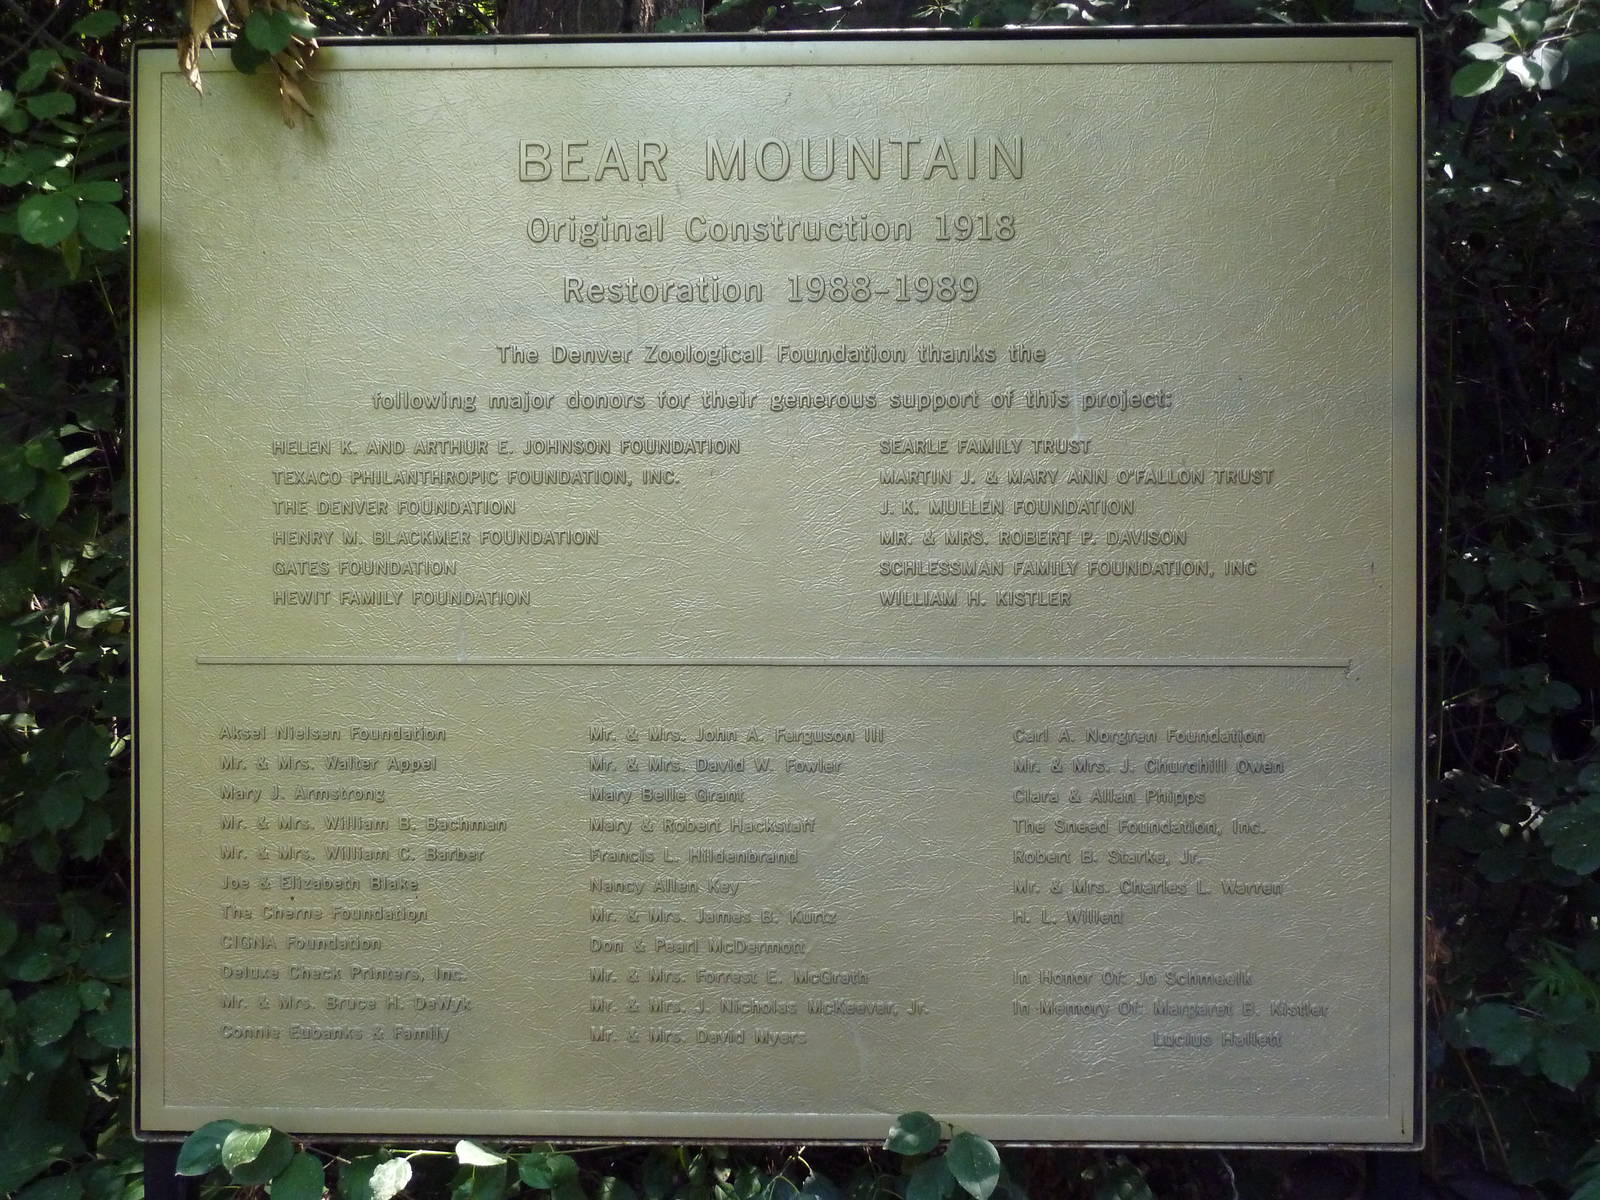 BEAR MOUNTAIN
Original Construction 1918
Restoration 1988-1989
The Denver Zoological Foundation thanks the
following major donors for their generous support of this project:
HELEN K. AND ARTHUR E. JOHNSON FOUNDATION
TEXACO PHILANTHROPIC FOUNDATION, INC.
THE DENVER FOUNDATION
HENRY M. BLACKMER FOUNDATION
GATES FOUNDATION
HEWIT FAMILY FOUNDATION
SEARLE FAMILY TRUST
MARTIN J. & MARY ANN O'FALLON TRUST
J. K. MULLEN FOUNDATION
MR. & MRS. ROBERT P. DAVISON
SCHLESSMAN FAMILY FOUNDATION, INC
WILLIAM H. KISTLER
Aksel Nielsen Foundation
Mr. & Mrs. Walter Appel
Mary J. Armstrong
Mr. & Mrs. William B. Bachman
Mr. & Mrs. William C. Barber
Joe & Elizabeth Blake
The Cherne Foundation
CIGNA Foundation
Deluxe Check Printers, Inc.
Mr. & Mrs. Bruce H. DeWyk
Connie Eubanks & Family
Mr. & Mrs. John A. Ferguson III
Mr. & Mrs. David W. Fowler
Mary Belle Grant
Mary & Robert Hackstaff
Francis L. Hildenbrand
Nancy Allen Key
Mr. & Mrs. James B. Kurtz
Don & Pearl McDermott
Mr. & Mrs. Forrest E. McGrath
Mr. & Mrs. J. Nicholas McKeever, Jr.
Mr. & Mrs. David Myers
Carl A. Norgren Foundation
Mr. & Mrs. J. Churchill Owen
Clara & Allan Phipps
The Sneed Foundation, Inc.
Robert B. Starke, Jr.
Mr. & Mrs. Charles L. Warren
H. L. Willett
In Honor Of: Jo Schmaelk
In Memory Of: Margaret B. Kistler
Lucius Hallett